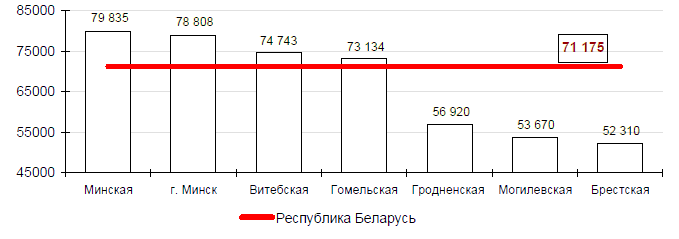 85000
75000
65000
55000
45000
79 835
78 808
74 743
73 134
71 175
56 920
53 670
52 310
Минская
г. Минск
Витебская
Гомельская
Гродненская
Могилевская
Брестская
Республика Беларусь